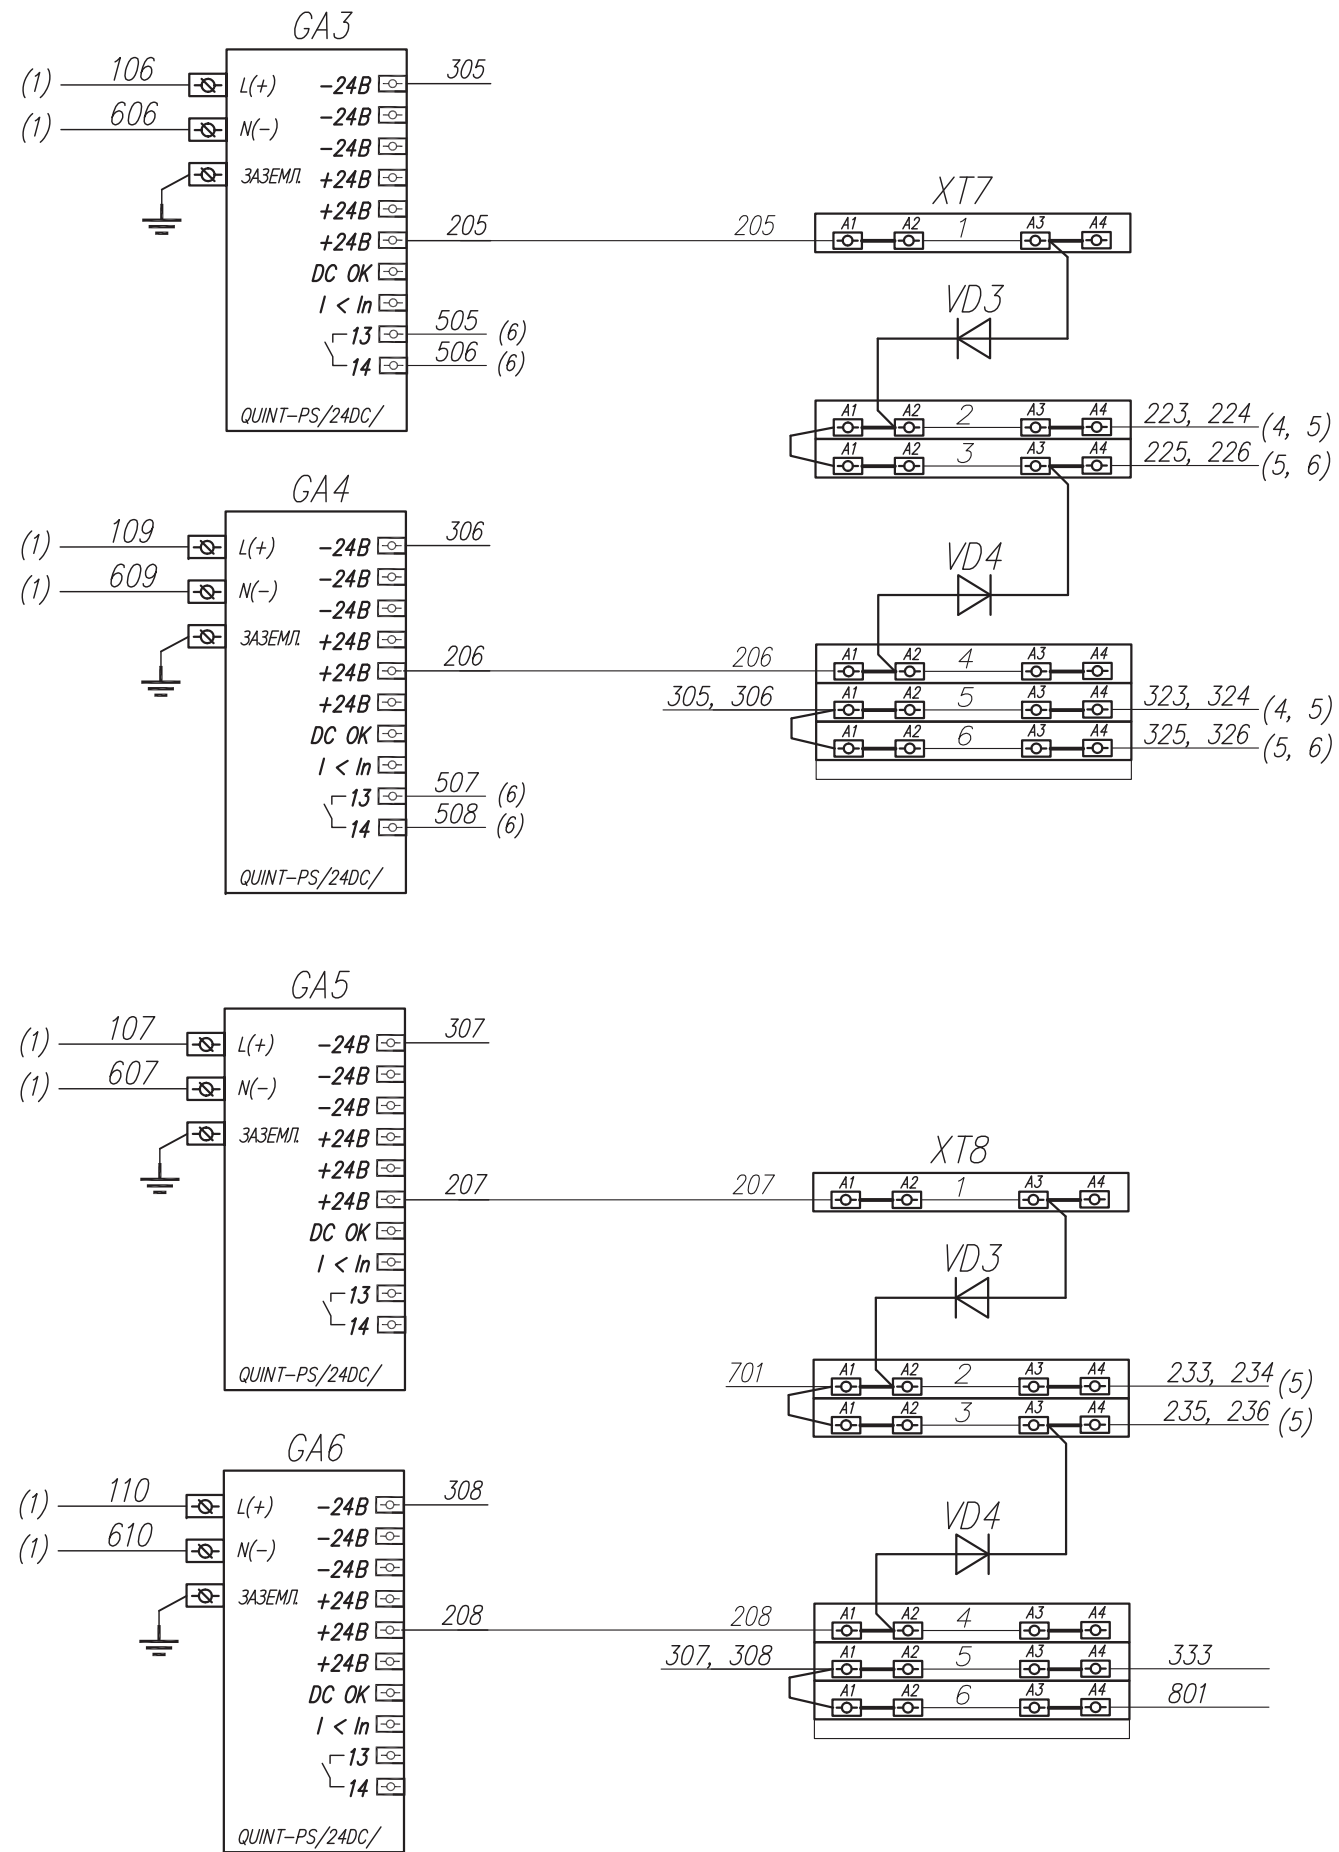 GA3
(1) 106 L(+) -24В 305
(1) 606 N(-) -24В
-24В
ЗАЗЕМЛ. +24В
+24В
+24В 205 205
DC OK
I < In
13 505 (6)
14 506 (6)
QUINT-PS/24DC/
XT7
A1 A2 1 A3 A4
VD3
A1 A2 2 A3 A4 223, 224 (4, 5)
A1 A2 3 A3 A4 225, 226 (5, 6)
GA4
(1) 109 L(+) -24В 306
(1) 609 N(-) -24В
-24В
ЗАЗЕМЛ. +24В
+24В 206 206
+24В
DC OK
I < In
13 507 (6)
14 508 (6)
QUINT-PS/24DC/
VD4
A1 A2 4 A3 A4
305, 306 A1 A2 5 A3 A4 323, 324 (4, 5)
A1 A2 6 A3 A4 325, 326 (5, 6)
GA5
(1) 107 L(+) -24В 307
(1) 607 N(-) -24В
-24В
ЗАЗЕМЛ. +24В
+24В
+24В 207 207
DC OK
I < In
13
14
QUINT-PS/24DC/
XT8
A1 A2 1 A3 A4
VD3
701 A1 A2 2 A3 A4 233, 234 (5)
A1 A2 3 A3 A4 235, 236 (5)
GA6
(1) 110 L(+) -24В 308
(1) 610 N(-) -24В
-24В
ЗАЗЕМЛ. +24В
+24В 208 208
+24В
DC OK
I < In
13
14
QUINT-PS/24DC/
VD4
A1 A2 4 A3 A4
307, 308 A1 A2 5 A3 A4 333
A1 A2 6 A3 A4 801